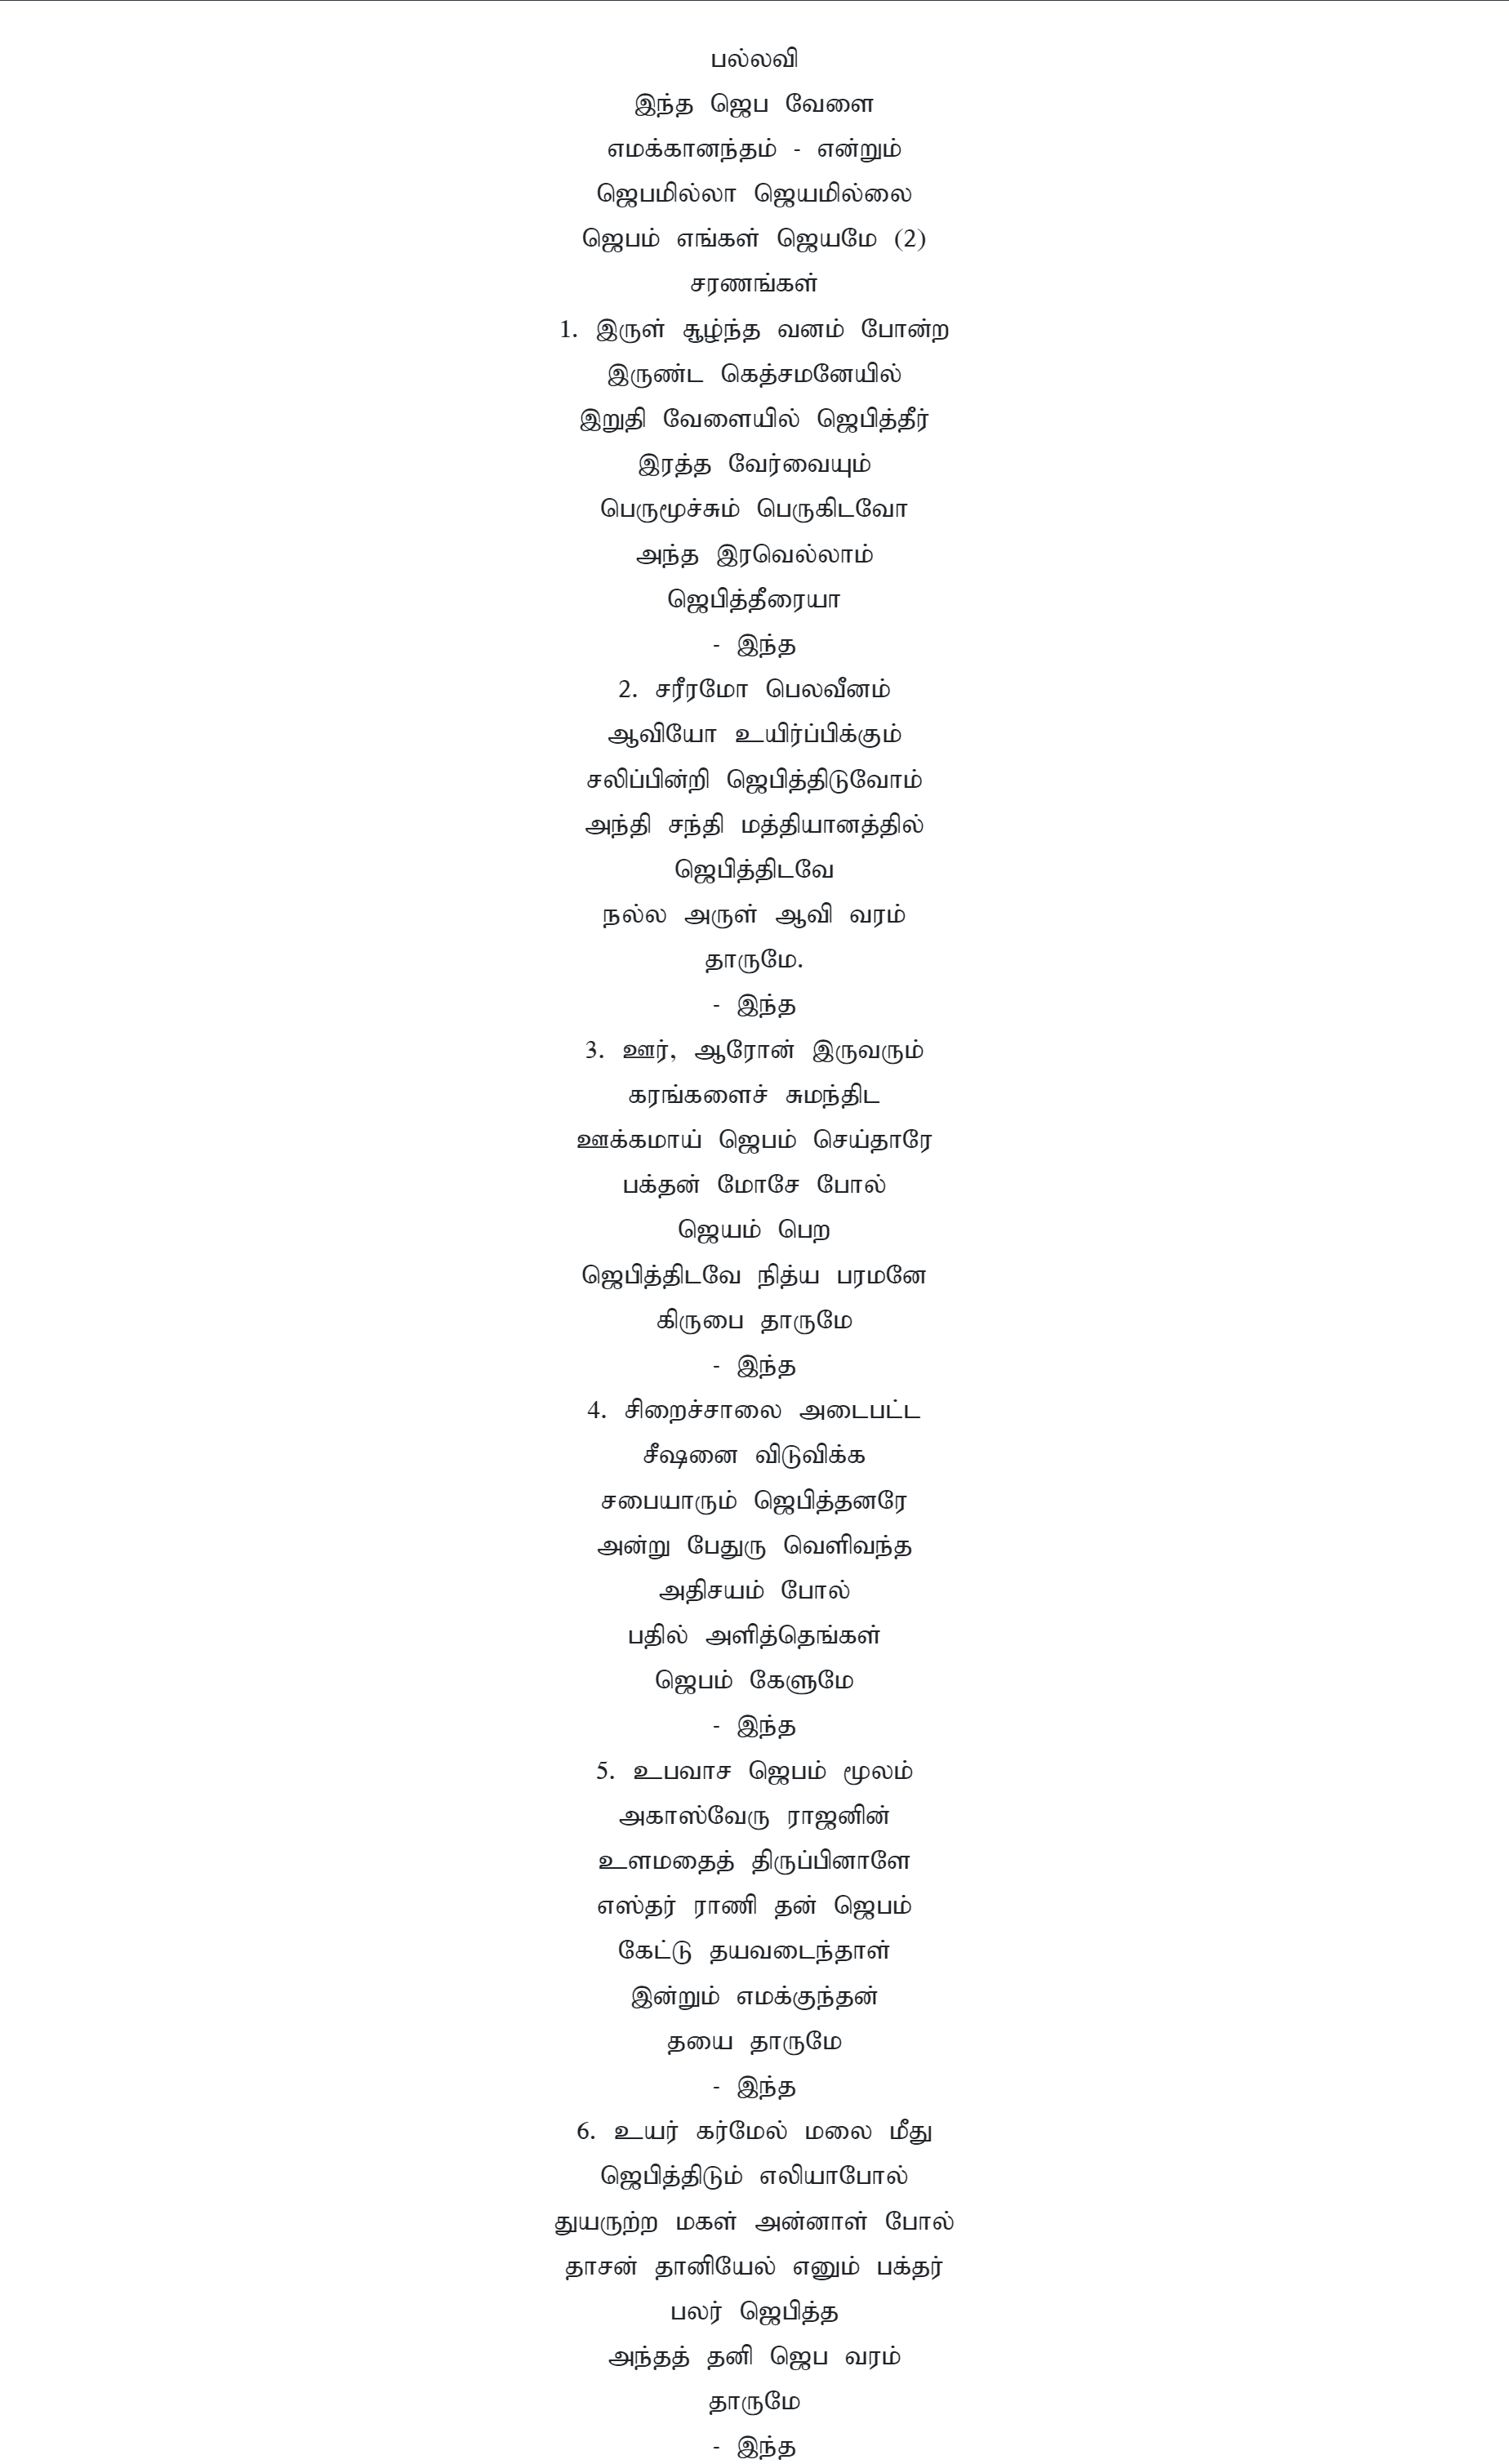 பல்லவி
இந்த ஜெப வேளை
எமக்கானந்தம் - என்றும்
ஜெபமில்லா ஜெயமில்லை
ஜெபம் எங்கள் ஜெயமே (2)
சரணங்கள்
1. இருள் சூழ்ந்த வனம் போன்ற
இருண்ட கெத்சமனேயில்
இறுதி வேளையில் ஜெபித்தீர்
இரத்த வேர்வையும்
பெருமூச்சும் பெருகிடவோ
அந்த இரவெல்லாம்
ஜெபித்தீரையா
- இந்த
2. சரீரமோ பெலவீனம்
ஆவியோ உயிர்ப்பிக்கும்
சலிப்பின்றி ஜெபித்திடுவோம்
அந்தி சந்தி மத்தியானத்தில்
ஜெபித்திடவே
நல்ல அருள் ஆவி வரம்
தாருமே.
- இந்த
3. ஊர், ஆரோன் இருவரும்
கரங்களைச் சுமந்திட
ஊக்கமாய் ஜெபம் செய்தாரே
பக்தன் மோசே போல்
ஜெயம் பெற
ஜெபித்திடவே நித்ய பரமனே
கிருபை தாருமே
- இந்த
4. சிறைச்சாலை அடைபட்ட
சீஷனை விடுவிக்க
சபையாரும் ஜெபித்தனரே
அன்று பேதுரு வெளிவந்த
அதிசயம் போல்
பதில் அளித்தெங்கள்
ஜெபம் கேளுமே
- இந்த
5. உபவாச ஜெபம் மூலம்
அகாஸ்வேரு ராஜனின்
உளமதைத் திருப்பினாளே
எஸ்தர் ராணி தன் ஜெபம்
கேட்டு தயவடைந்தாள்
இன்றும் எமக்குந்தன்
தயை தாருமே
- இந்த
6. உயர் கர்மேல் மலை மீது
ஜெபித்திடும் எலியாபோல்
துயருற்ற மகள் அன்னாள் போல்
தாசன் தானியேல் எனும் பக்தர்
பலர் ஜெபித்த
அந்தத் தனி ஜெப வரம்
தாருமே
- இந்த